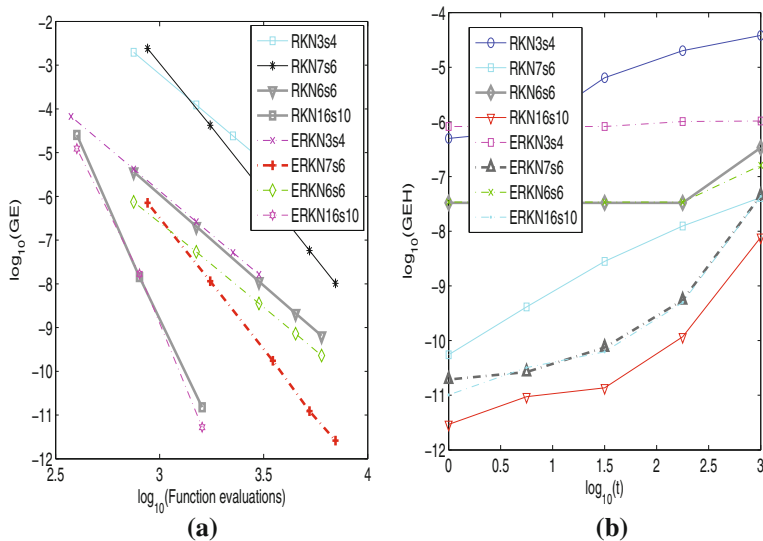 (a)
−2
−3
−4
−5
−6
−7
−8
−9
−10
−11
−12
2.5
3
3.5
4
log10(GE)
log10(Function evaluations)
RKN3s4
RKN7s6
RKN6s6
RKN16s10
ERKN3s4
ERKN7s6
ERKN6s6
ERKN16s10
(a)
−4
−5
−6
−7
−8
−9
−10
−11
−12
0
0.5
1.0
1.5
2.0
2.5
3
log10(GEH)
log10(t)
RKN3s4
RKN7s6
RKN6s6
RKN16s10
ERKN3s4
ERKN7s6
ERKN6s6
ERKN16s10
(b)